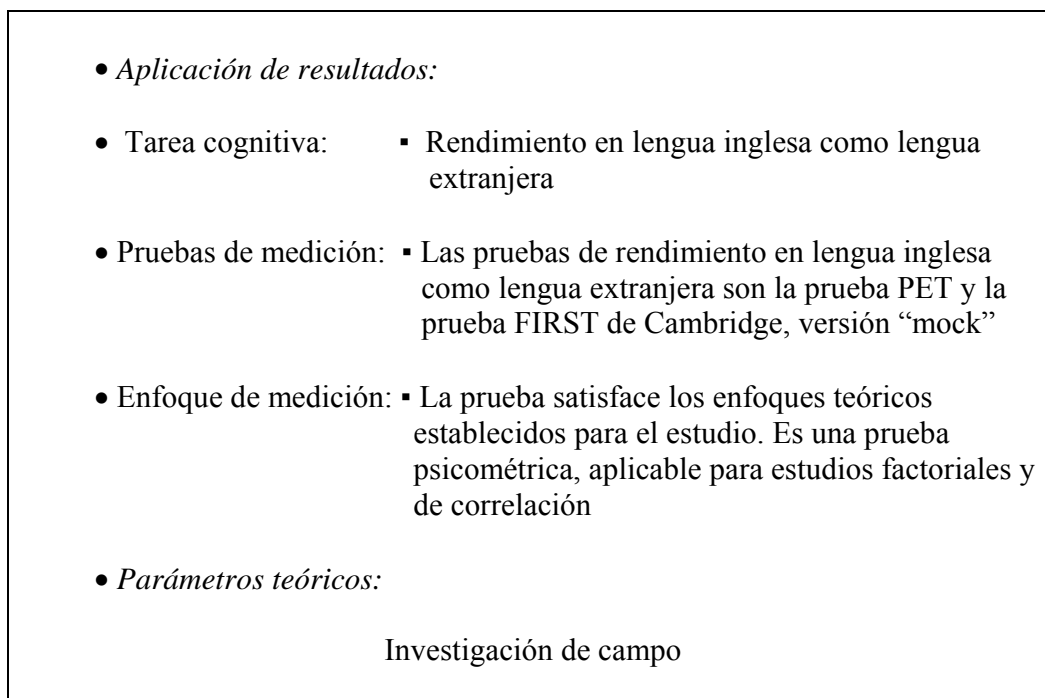 • Aplicación de resultados:
• Tarea cognitiva: ▪ Rendimiento en lengua inglesa como lengua
extranjera
• Pruebas de medición: ▪ Las pruebas de rendimiento en lengua inglesa
como lengua extranjera son la prueba PET y la
prueba FIRST de Cambridge, versión “mock”
• Enfoque de medición: ▪ La prueba satisface los enfoques teóricos
establecidos para el estudio. Es una prueba
psicométrica, aplicable para estudios factoriales y
de correlación
• Parámetros teóricos:
Investigación de campo